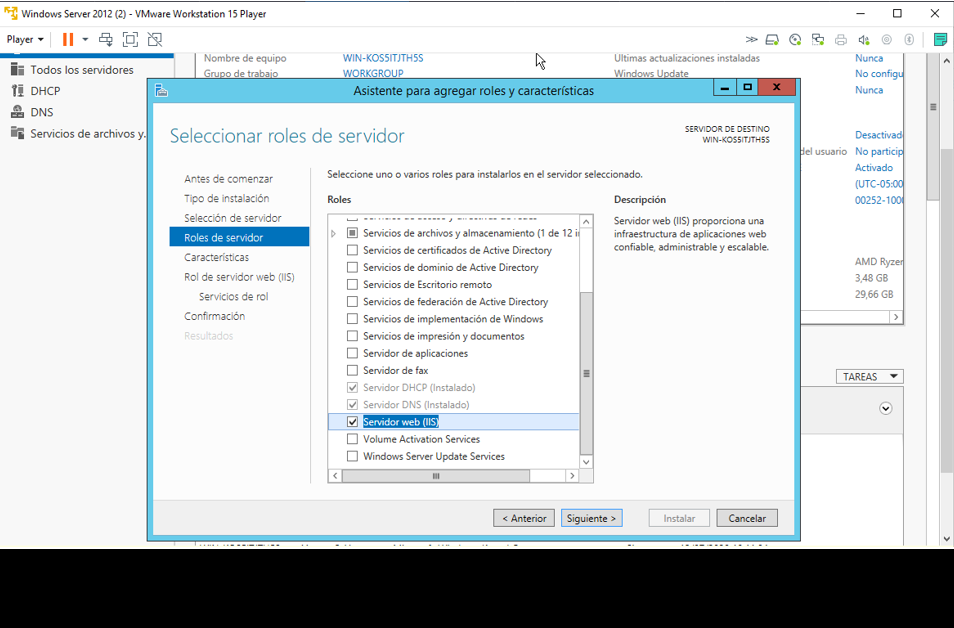 Windows Server 2012 (2) - VMware Workstation 15 Player
Player
Todos los servidores
DHCP
DNS
Servicios de archivos y.
Nombre de equipo
WIN-KOS5ITJTH5S
Grupo de trabajo
WORKGROUP
Últimas actualizaciones instaladas
Nunca
Windows Update
No configu
Nunca
Desactivad
del usuario
No particip
Activado
(UTC-05:00
00252-1000
AMD Ryzen
3,48 GB
29,66 GB
TAREAS
Asistente para agregar roles y características
Seleccionar roles de servidor
SERVIDOR DE DESTINO
WIN-KOS5ITJTH5S
Antes de comenzar
Tipo de instalación
Selección de servidor
Roles de servidor
Características
Rol de servidor web (IIS)
Servicios de rol
Confirmación
Resultados
Seleccione uno o varios roles para instalarlos en el servidor seleccionado.
Roles
Servicios de archivos y almacenamiento (1 de 12 i
Servicios de certificados de Active Directory
Servicios de dominio de Active Directory
Servicios de Escritorio remoto
Servicios de federación de Active Directory
Servicios de implementación de Windows
Servicios de impresión y documentos
Servidor de aplicaciones
Servidor de fax
Servidor DHCP (Instalado)
Servidor DNS (Instalado)
Servidor web (IIS)
Volume Activation Services
Windows Server Update Services
Descripción
Servidor web (IIS) proporciona una
infraestructura de aplicaciones web
confiable, administrable y escalable.
< Anterior
Siguiente >
Instalar
Cancelar